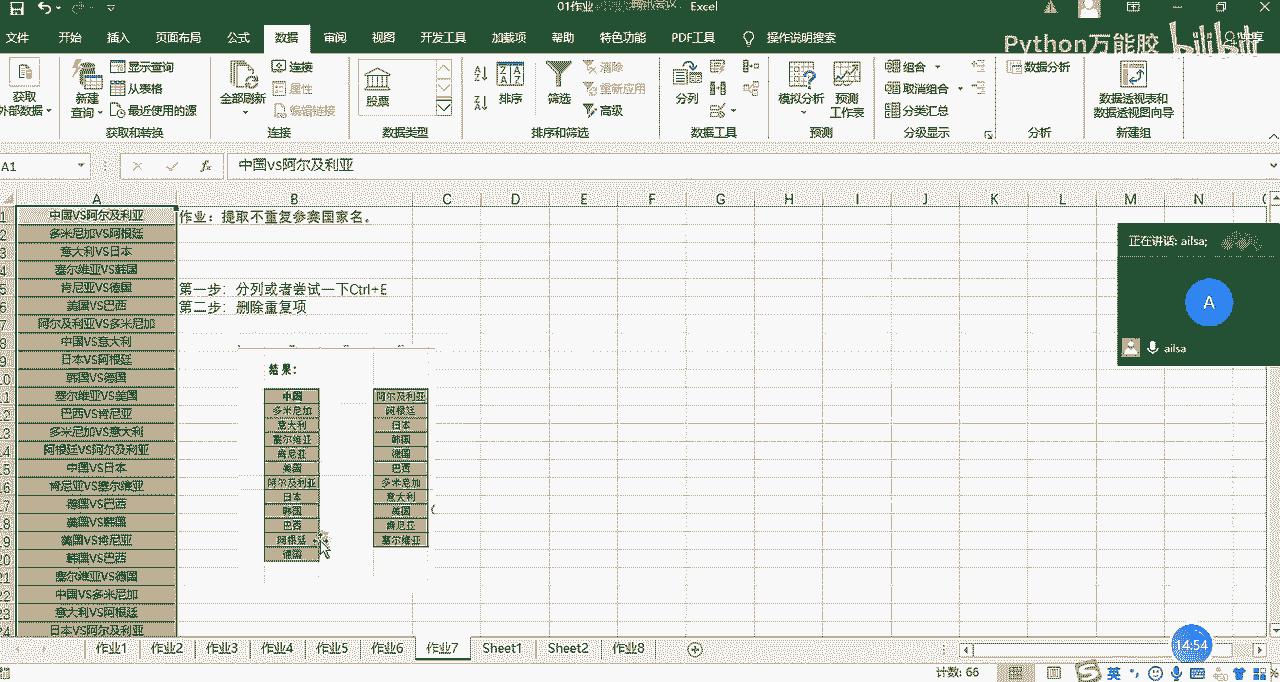 01作业
Excel
文件 开始 插入 页面布局 公式 数据 审阅 视图 开发工具 加载项 帮助 特色功能 PDF工具 操作说明搜索
Python万能胶 bilibili
获取
外部数据
新建
查询
显示查询
从表格
最近使用的源
获取和转换
全部刷新
连接
属性
编辑链接
连接
股票
数据类型
排序
筛选
清除
重新应用
高级
排序和筛选
分列
数据工具
模拟分析
预测
工作表
预测
组合
取消组合
分类汇总
分级显示
数据分析
分析
数据透视表和
数据透视图向导
新建组
A1 fx 中国VS阿尔及利亚
A B C D E F G H I J K L M N
1 中国VS阿尔及利亚 作业：提取不重复参赛国家名。
2 多米尼加VS阿根廷
3 意大利VS日本
4 塞尔维亚VS韩国
5 肯尼亚VS德国 第一步：分列或者尝试一下Ctrl+E
6 美国VS巴西 第二步：删除重复项
7 阿尔及利亚VS多米尼加
8 中国VS意大利
9 日本VS阿根廷
10 韩国VS德国
11 塞尔维亚VS美国
12 巴西VS肯尼亚
13 多米尼加VS意大利
14 阿根廷VS阿尔及利亚
15 中国VS日本
16 肯尼亚VS塞尔维亚
17 德国VS巴西
18 美国VS韩国
19 美国VS肯尼亚
20 韩国VS巴西
21 塞尔维亚VS德国
22 中国VS多米尼加
23 意大利VS阿根廷
24 日本VS阿尔及利亚
结果：
中国 阿尔及利亚
多米尼加 阿根廷
意大利 日本
塞尔维亚 韩国
肯尼亚 德国
美国 巴西
阿尔及利亚 多米尼加
日本 意大利
韩国 美国
巴西 肯尼亚
阿根廷 塞尔维亚
德国
正在讲话: ailsa;
A
ailsa
作业1 作业2 作业3 作业4 作业5 作业6 作业7 Sheet1 Sheet2 作业8
14:54
计数: 66
英